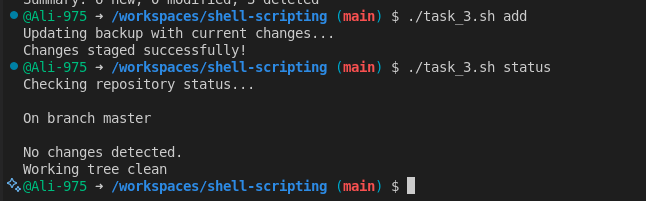 Summary: 0 new, 0 modified, 3 deleted
@Ali-975 → /workspaces/shell-scripting (main) $ ./task_3.sh add
Updating backup with current changes...
Changes staged successfully!
@Ali-975 → /workspaces/shell-scripting (main) $ ./task_3.sh status
Checking repository status...
On branch master
No changes detected.
Working tree clean
@Ali-975 → /workspaces/shell-scripting (main) $